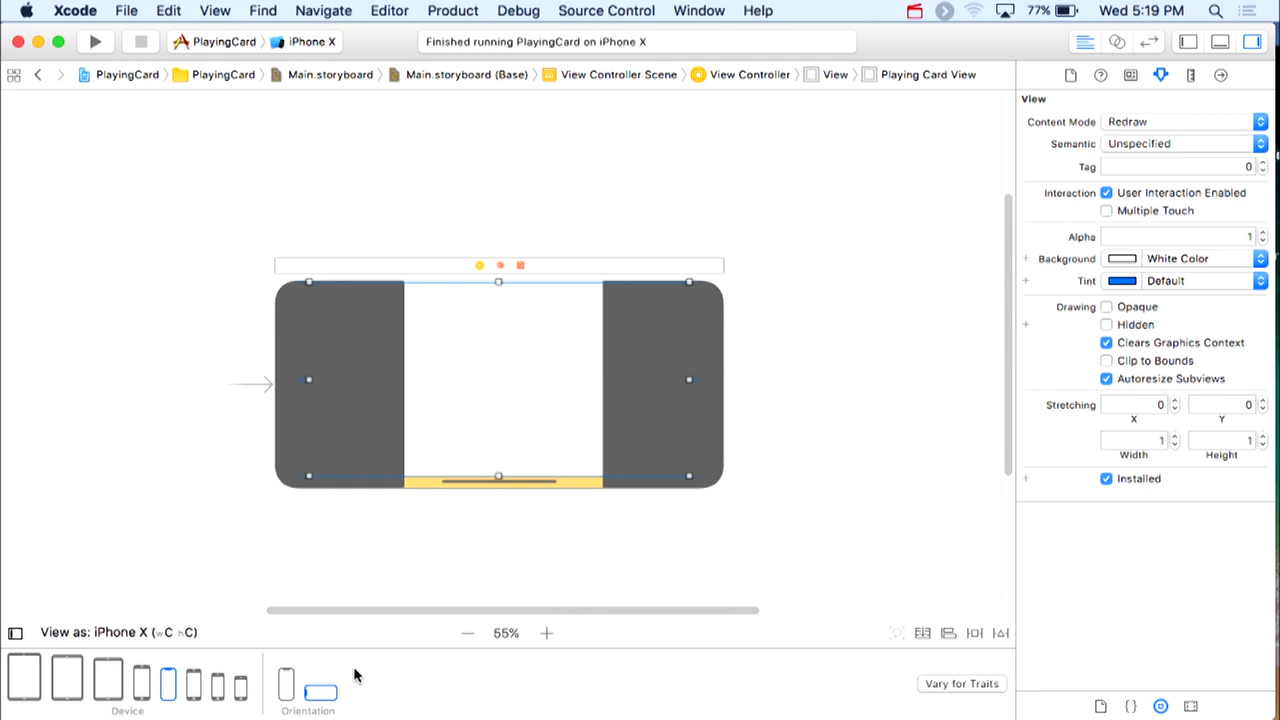 Xcode File Edit View Find Navigate Editor Product Debug Source Control Window Help 77% Wed 5:19 PM
PlayingCard iPhone X Finished running PlayingCard on iPhone X
PlayingCard PlayingCard Main.storyboard Main.storyboard (Base) View Controller Scene View Controller View Playing Card View
View
Content Mode Redraw
Semantic Unspecified
Tag 0
Interaction User Interaction Enabled
Multiple Touch
Alpha 1
Background White Color
Tint Default
Drawing Opaque
Hidden
Clears Graphics Context
Clip to Bounds
Autoresize Subviews
Stretching 0 0
X Y
1 1
Width Height
Installed
View as: iPhone X (wC hC) 55%
Vary for Traits
Device Orientation